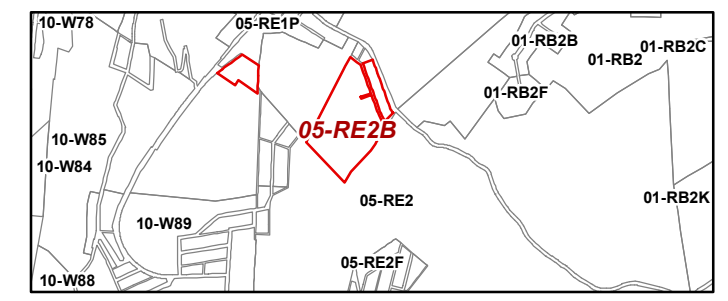 10-W78
05-RE1P
01-RB2B
01-RB2C
01-RB2
01-RB2F
05-RE2B
10-W85
10-W84
05-RE2
01-RB2K
10-W89
05-RE2F
10-W88